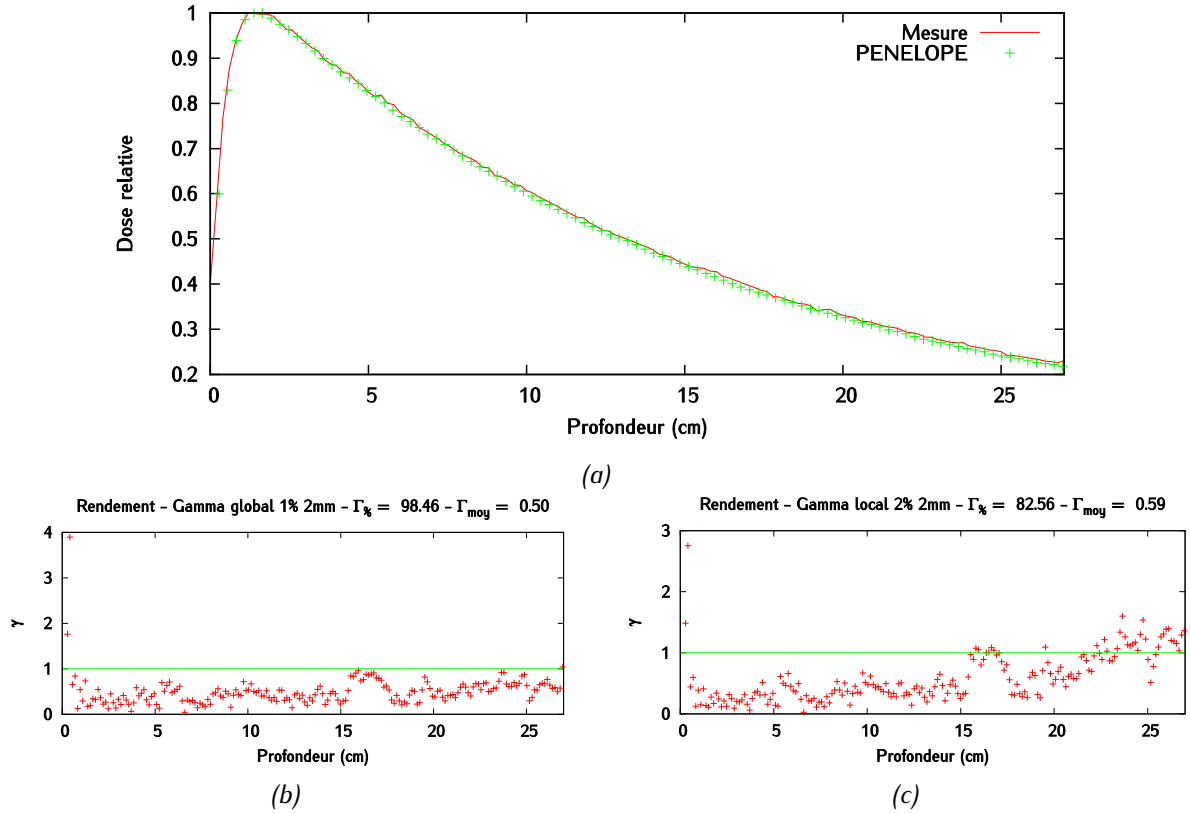 1
0.9
0.8
0.7
0.6
0.5
0.4
0.3
0.2
Dose relative
Mesure
PENELOPE
0 5 10 15 20 25
Profondeur (cm)
(a)
Rendement - Gamma global 1% 2mm - Γ% = 98.46 - Γmoy = 0.50
4
3
2
1
0
γ
0 5 10 15 20 25
Profondeur (cm)
(b)
Rendement - Gamma local 2% 2mm - Γ% = 82.56 - Γmoy = 0.59
3
2
1
0
γ
0 5 10 15 20 25
Profondeur (cm)
(c)